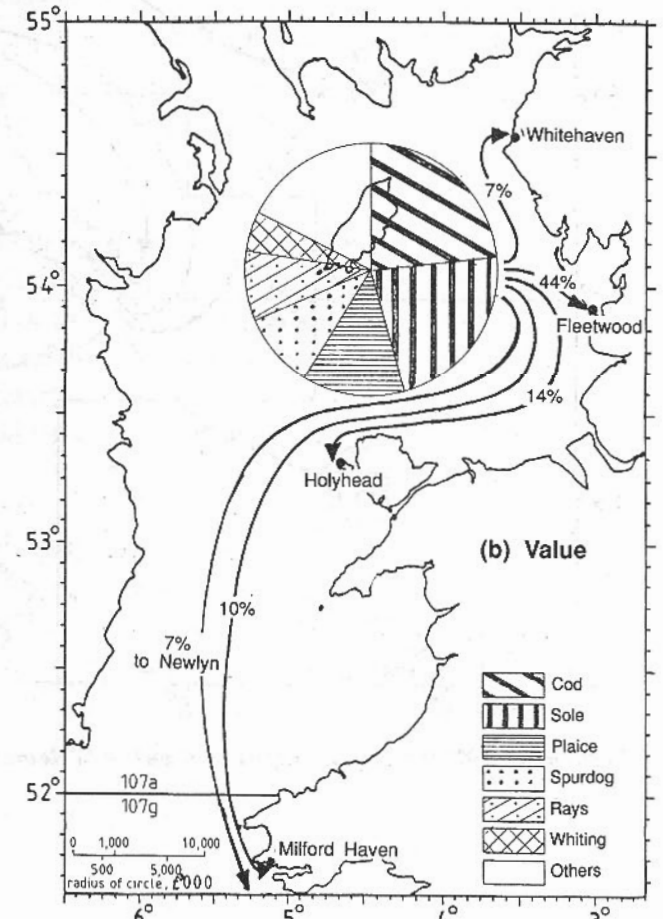 55°
Whitehaven
7%
54°
44%
Fleetwood
14%
Holyhead
53°
(b) Value
10%
7%
to Newlyn
Cod
Sole
Plaice
Spurdog
Rays
Whiting
Others
52°
107a
107g
0 1,000 10,000
500 5,000
radius of circle, £'000
Milford Haven
6° 5° 4° 3°